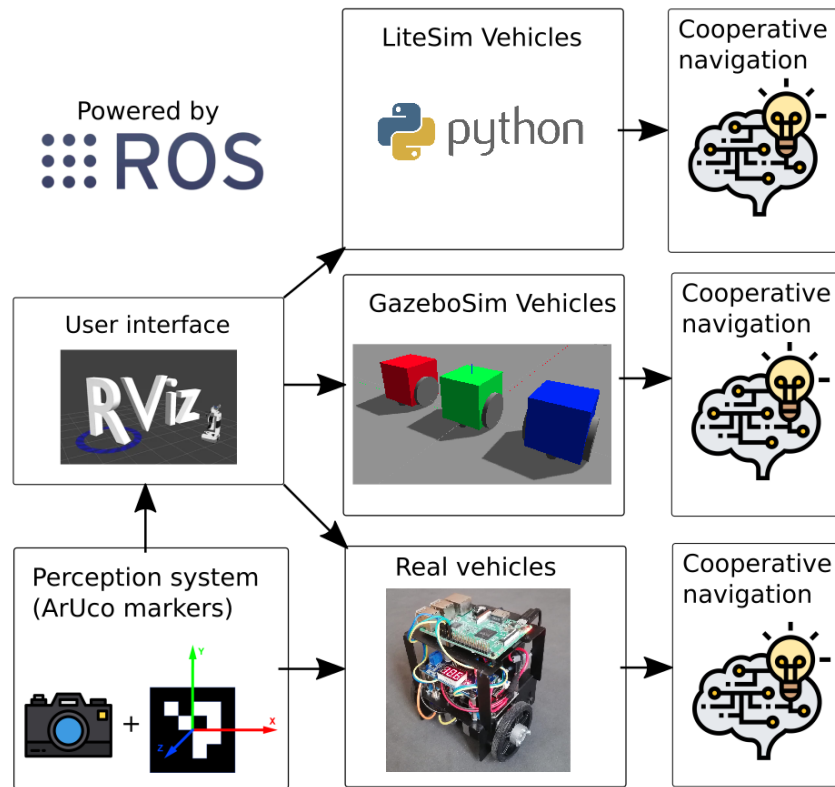 Powered by
ROS
LiteSim Vehicles
python
Cooperative
navigation
User interface
RViz
GazeboSim Vehicles
Cooperative
navigation
Perception system
(ArUco markers)
+
Y
X
Z
Real vehicles
Cooperative
navigation